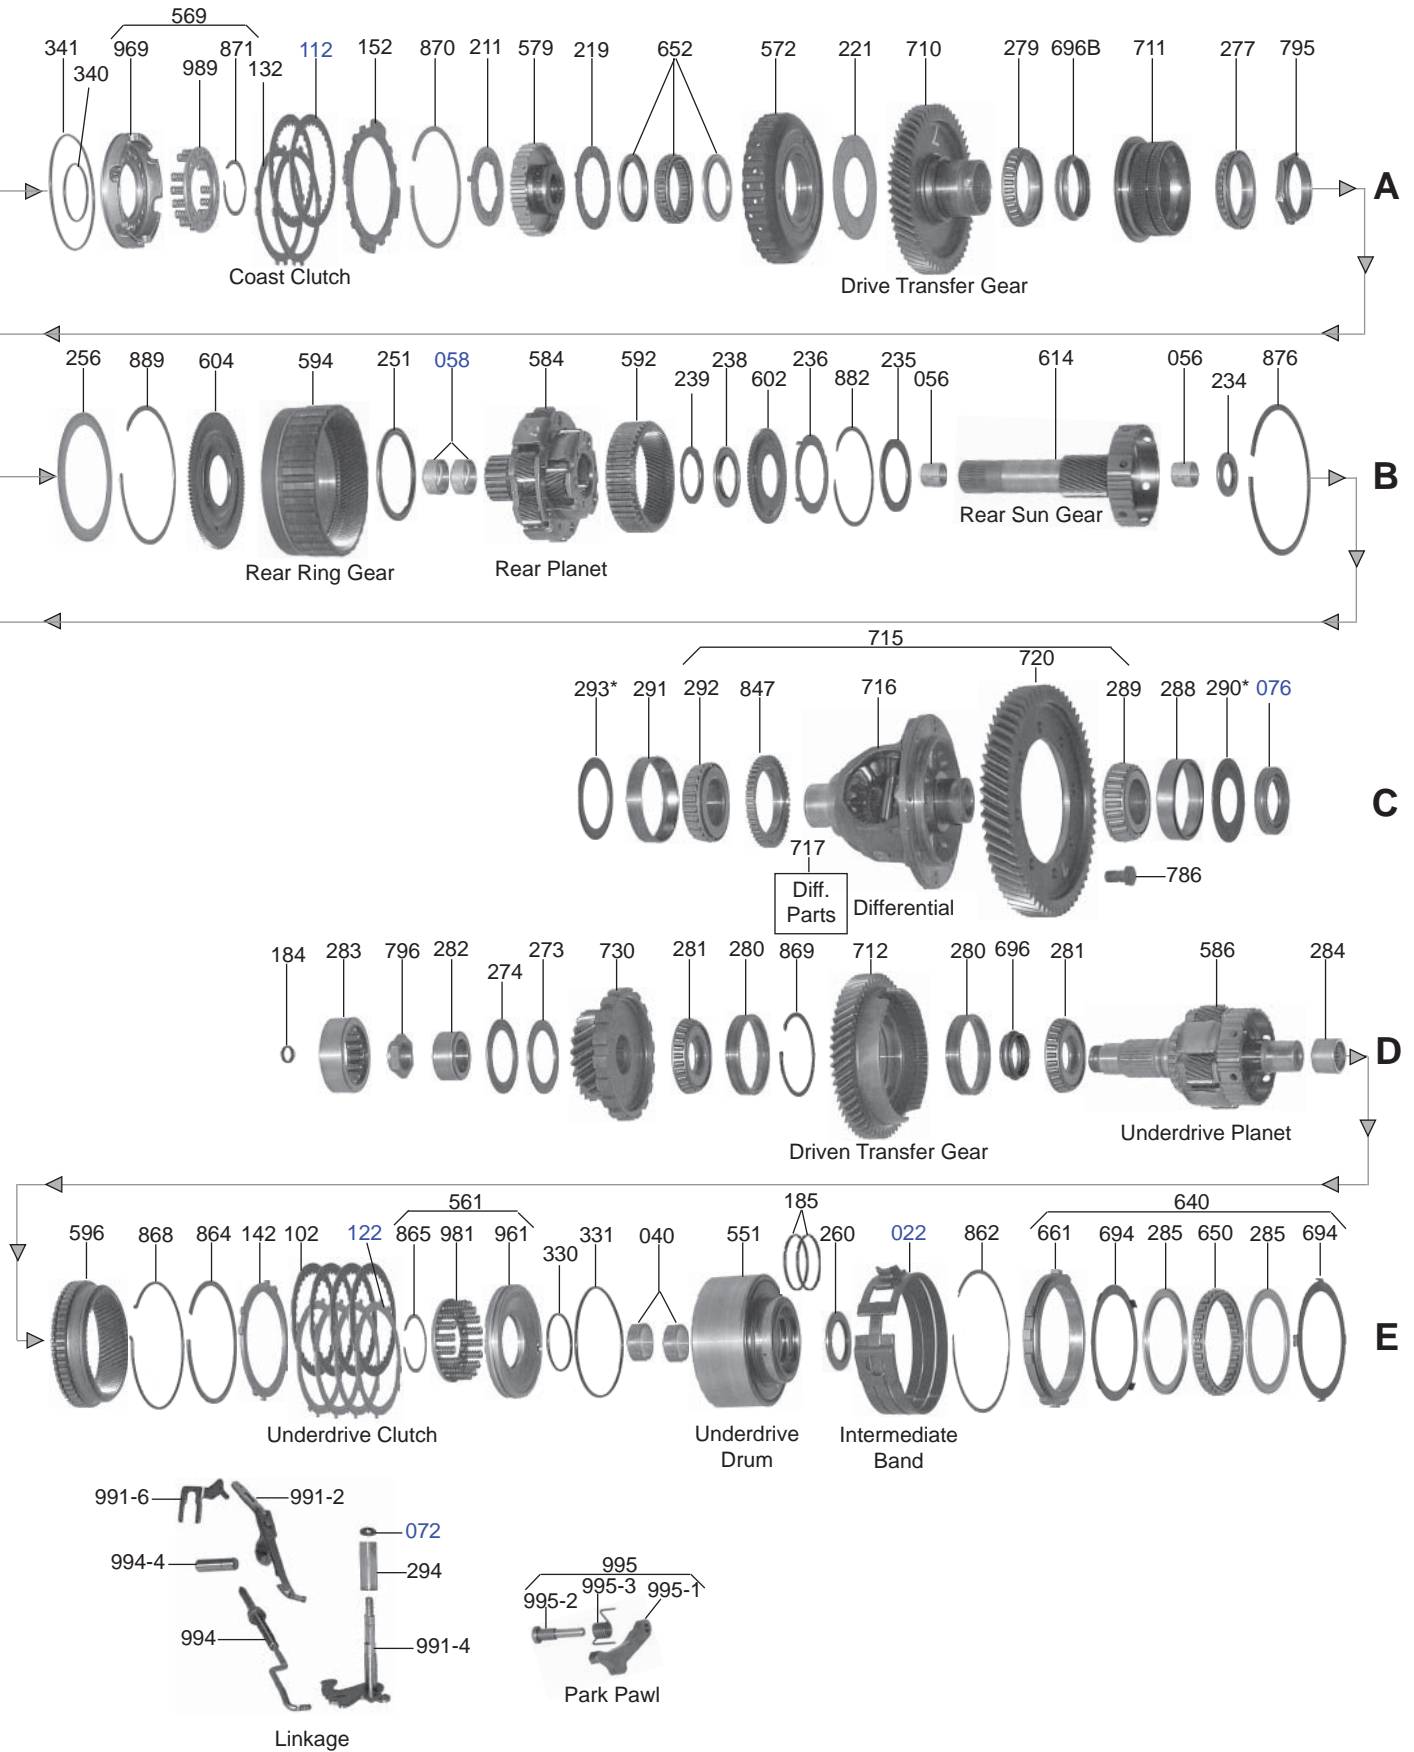 569
341 969 871 112 152 870 211 579 219 652 572 221 710 279 696B 711 277 795
340 989 132
A
Coast Clutch
Drive Transfer Gear
256 889 604 594 251 058 584 592 238 236 235 614 056 876
239 602 882 056 234
B
Rear Sun Gear
Rear Ring Gear
Rear Planet
715
720
293* 291 292 847 716 289 288 290* 076
C
717
786
Diff.
Parts
Differential
184 283 796 282 274 273 730 281 280 869 712 280 696 281 586 284
D
Underdrive Planet
Driven Transfer Gear
561 185 640
596 868 864 142 102 122 865 981 961 330 331 040 551 260 022 862 661 694 285 650 285 694
E
Underdrive Clutch
Underdrive
Drum
Intermediate
Band
991-6 991-2
072
994-4
294
994
991-4
Linkage
995
995-2 995-3 995-1
Park Pawl